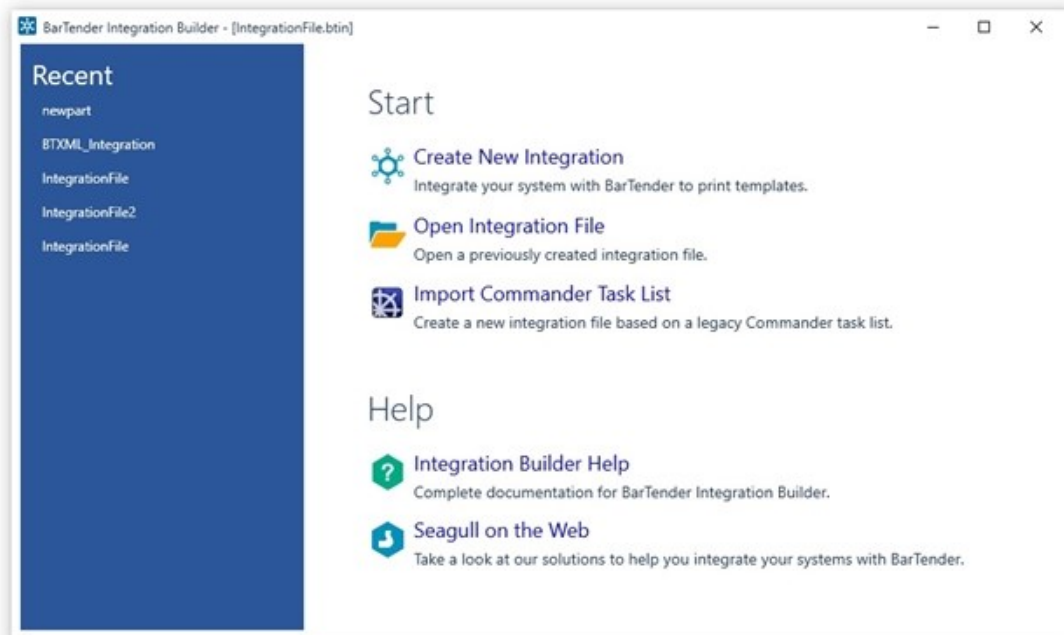 BarTender Integration Builder - [IntegrationFile.btin]
Recent
newpart
BTXML_Integration
IntegrationFile
IntegrationFile2
IntegrationFile
Start
Create New Integration
Integrate your system with BarTender to print templates.
Open Integration File
Open a previously created integration file.
Import Commander Task List
Create a new integration file based on a legacy Commander task list.
Help
?
Integration Builder Help
Complete documentation for BarTender Integration Builder.
Seagull on the Web
Take a look at our solutions to help you integrate your systems with BarTender.